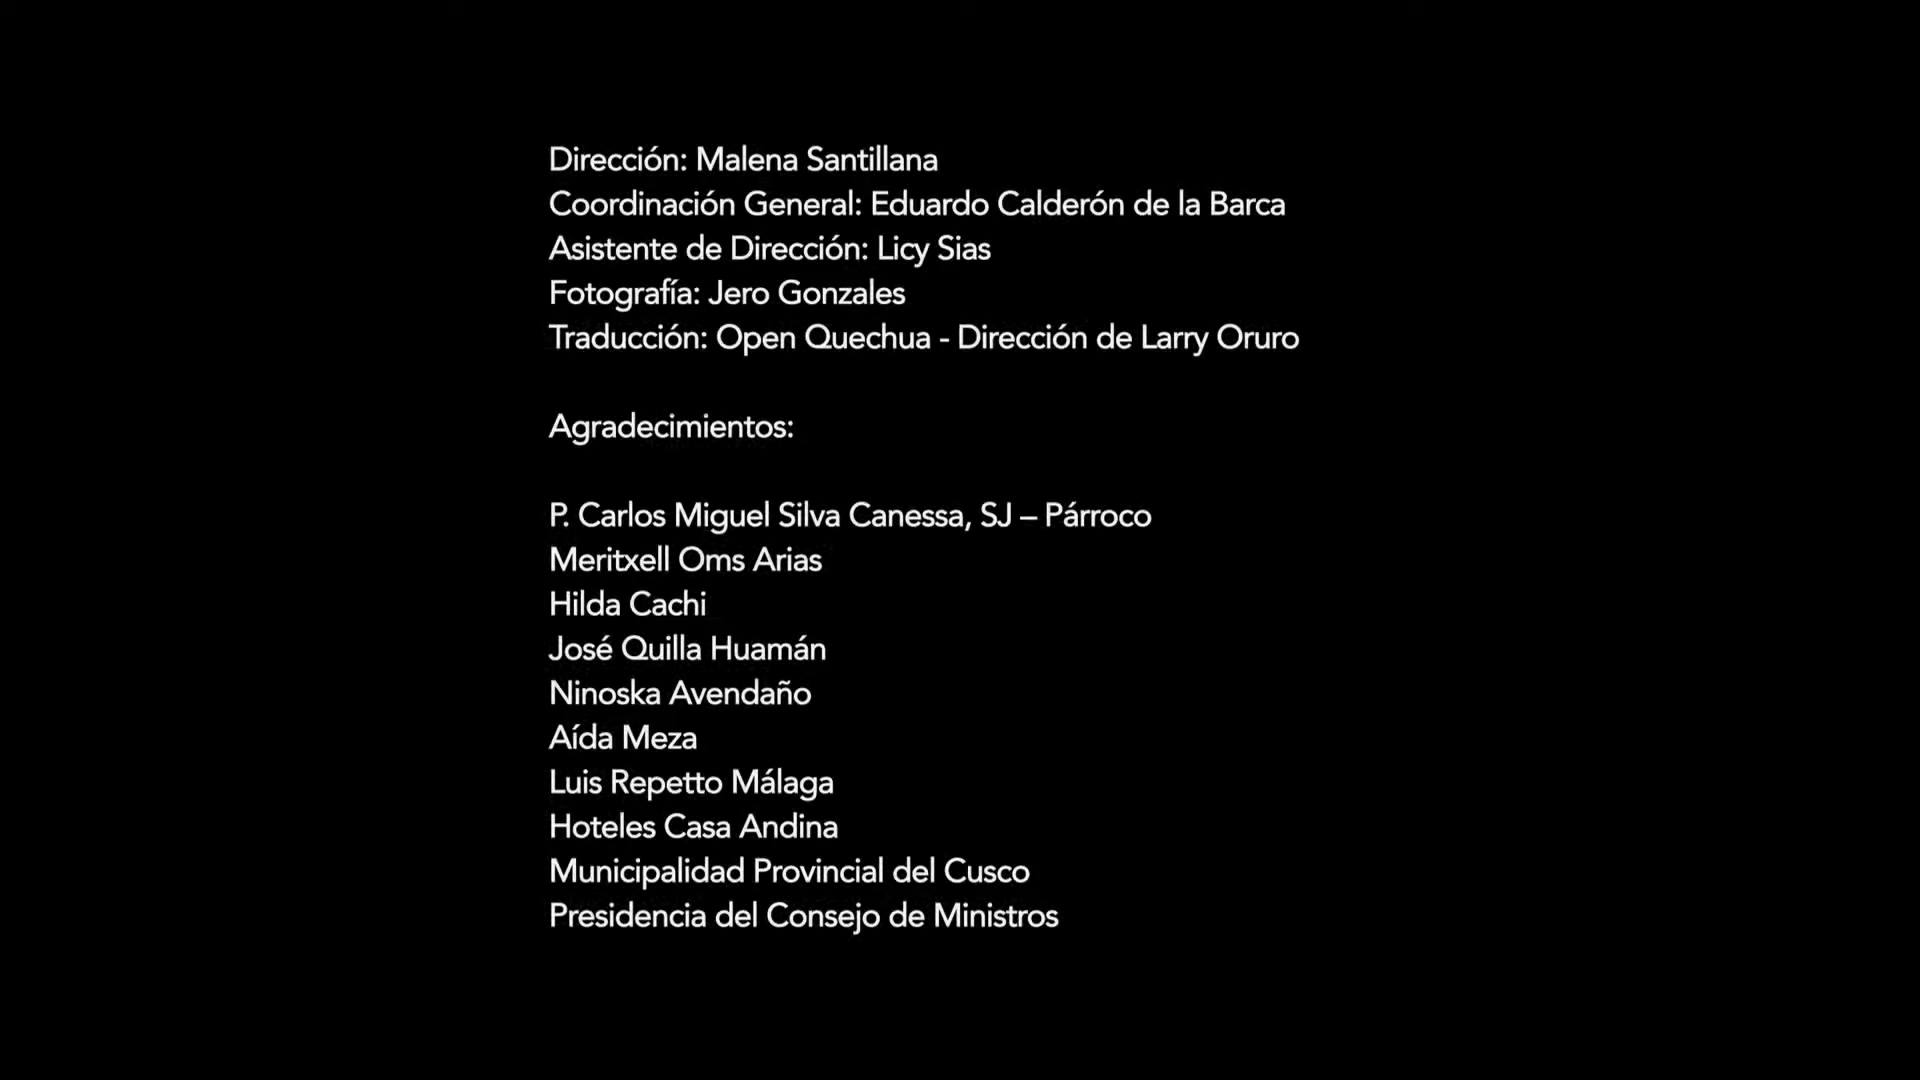 Dirección: Malena Santillana
Coordinación General: Eduardo Calderón de la Barca
Asistente de Dirección: Licy Sias
Fotografía: Jero Gonzales
Traducción: Open Quechua - Dirección de Larry Oruro
Agradecimientos:
P. Carlos Miguel Silva Canessa, SJ – Párroco
Meritxell Oms Arias
Hilda Cachi
José Quilla Huamán
Ninoska Avendaño
Aída Meza
Luis Repetto Málaga
Hoteles Casa Andina
Municipalidad Provincial del Cusco
Presidencia del Consejo de Ministros